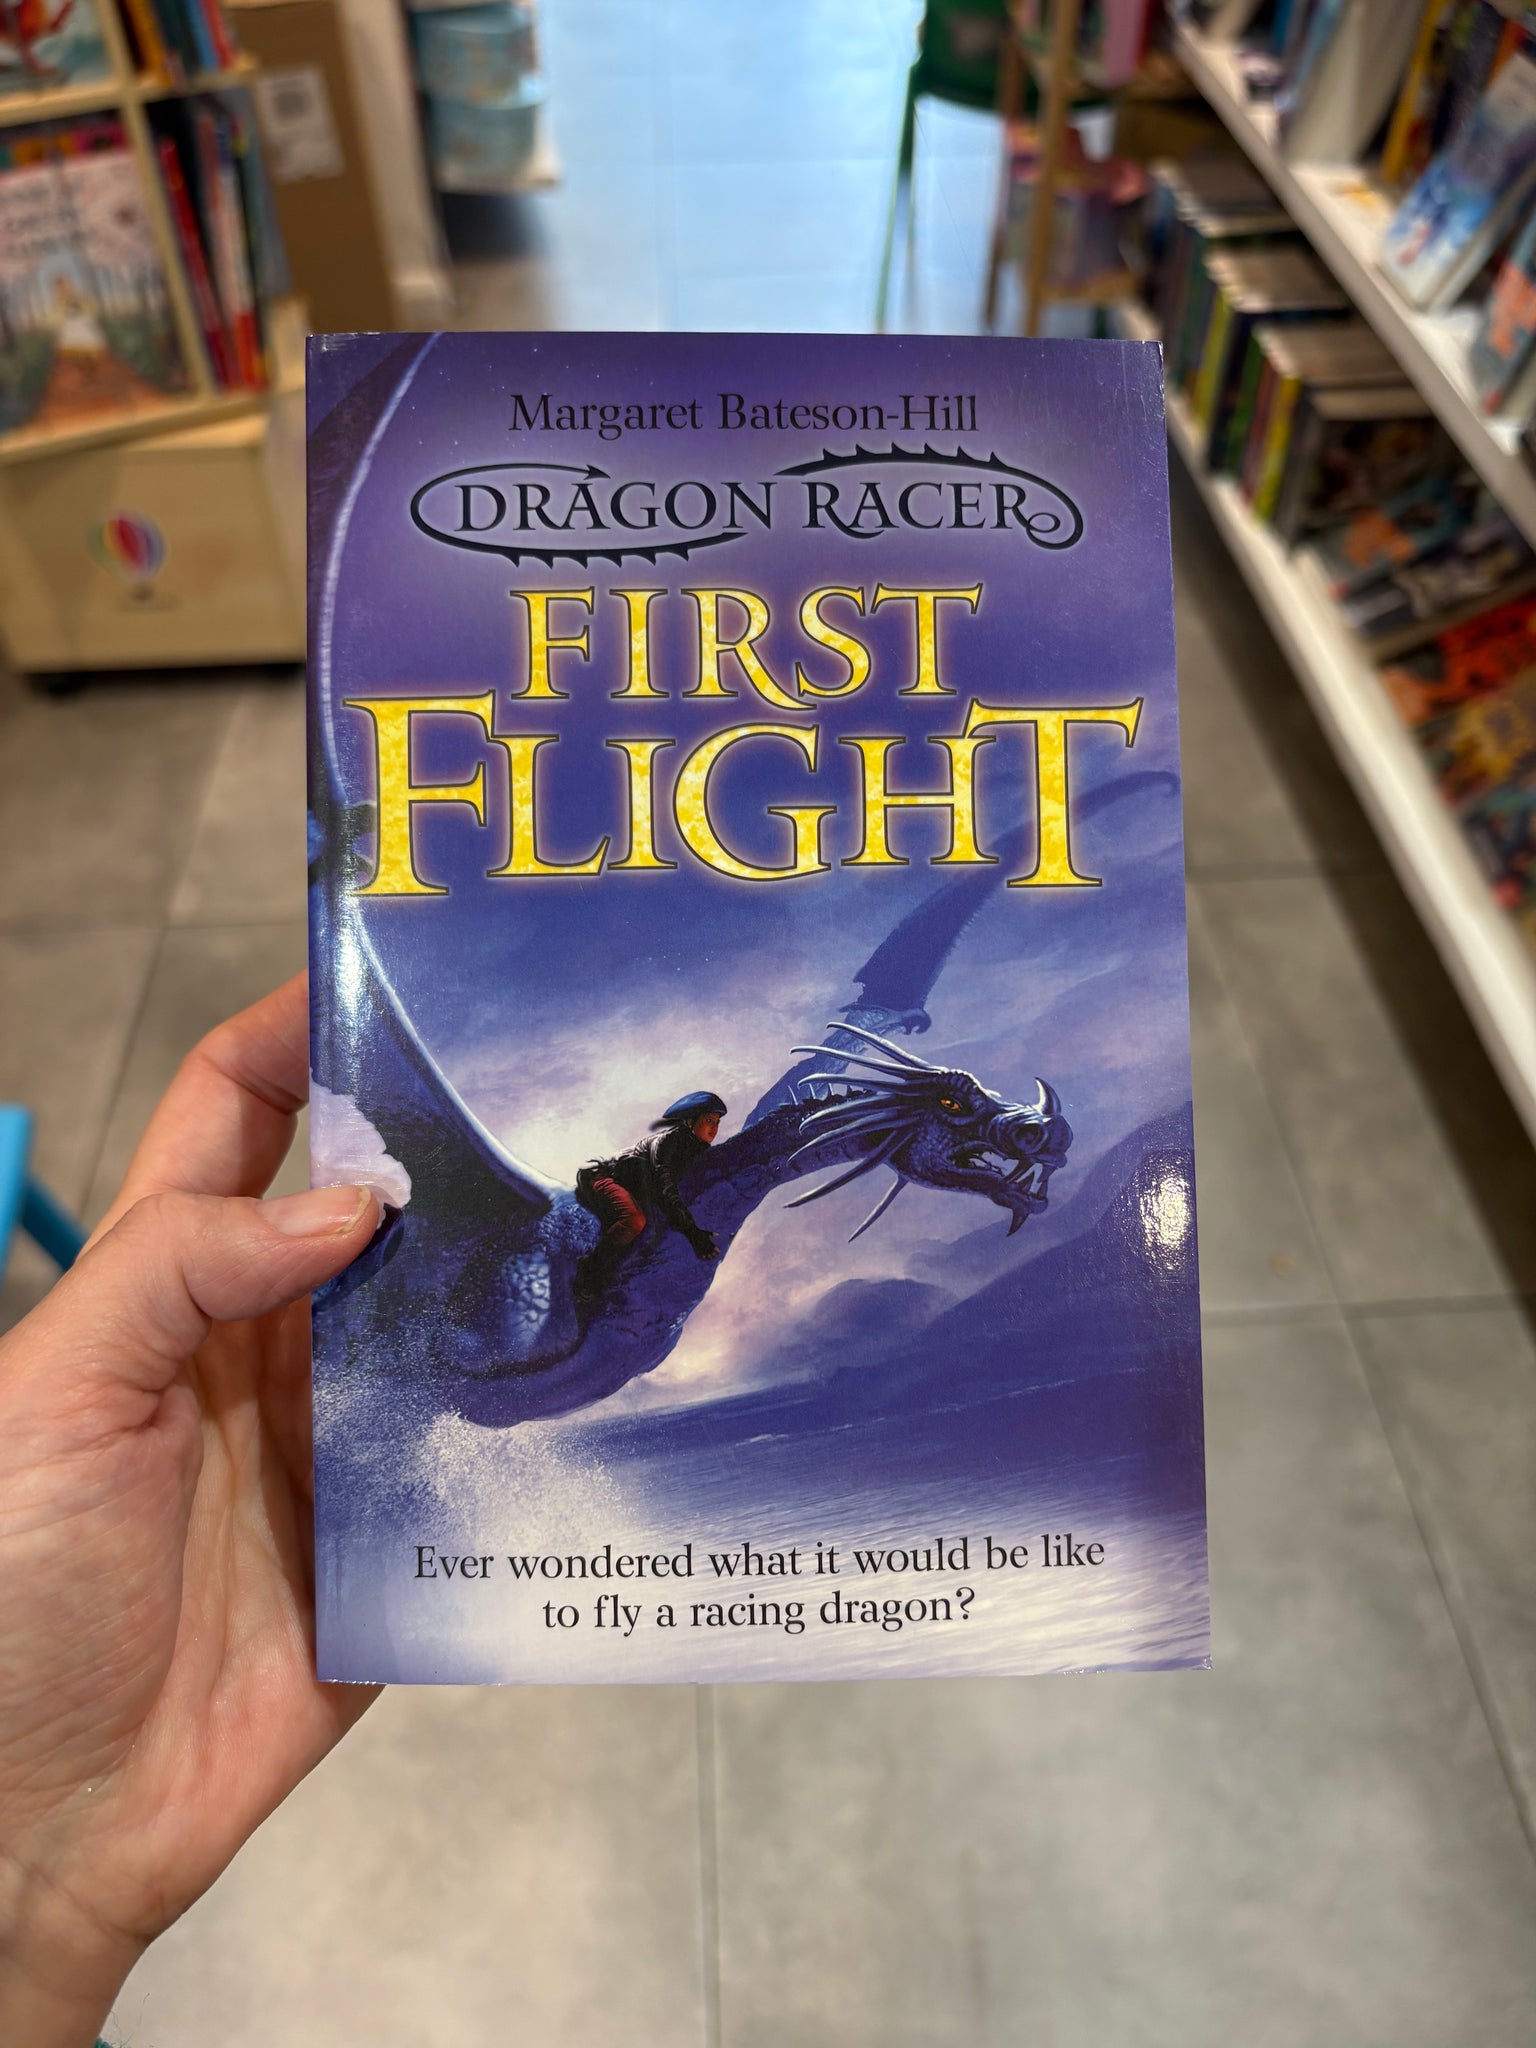 Margaret Bateson-Hill
DRAGON RACER
FIRST
FLIGHT
Ever wondered what it would be like
to fly a racing dragon?